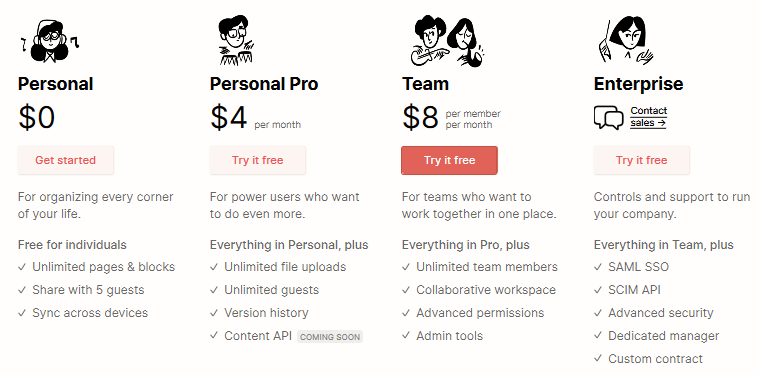 Personal
$0
Get started
For organizing every corner
of your life.
Free for individuals
Unlimited pages & blocks
Share with 5 guests
Sync across devices
Personal Pro
$4 per month
Try it free
For power users who want
to do even more.
Everything in Personal, plus
Unlimited file uploads
Unlimited guests
Version history
Content API COMING SOON
Team
$8 per member
per month
Try it free
For teams who want to
work together in one place.
Everything in Pro, plus
Unlimited team members
Collaborative workspace
Advanced permissions
Admin tools
Enterprise
Contact
sales →
Try it free
Controls and support to run
your company.
Everything in Team, plus
SAML SSO
SCIM API
Advanced security
Dedicated manager
Custom contract